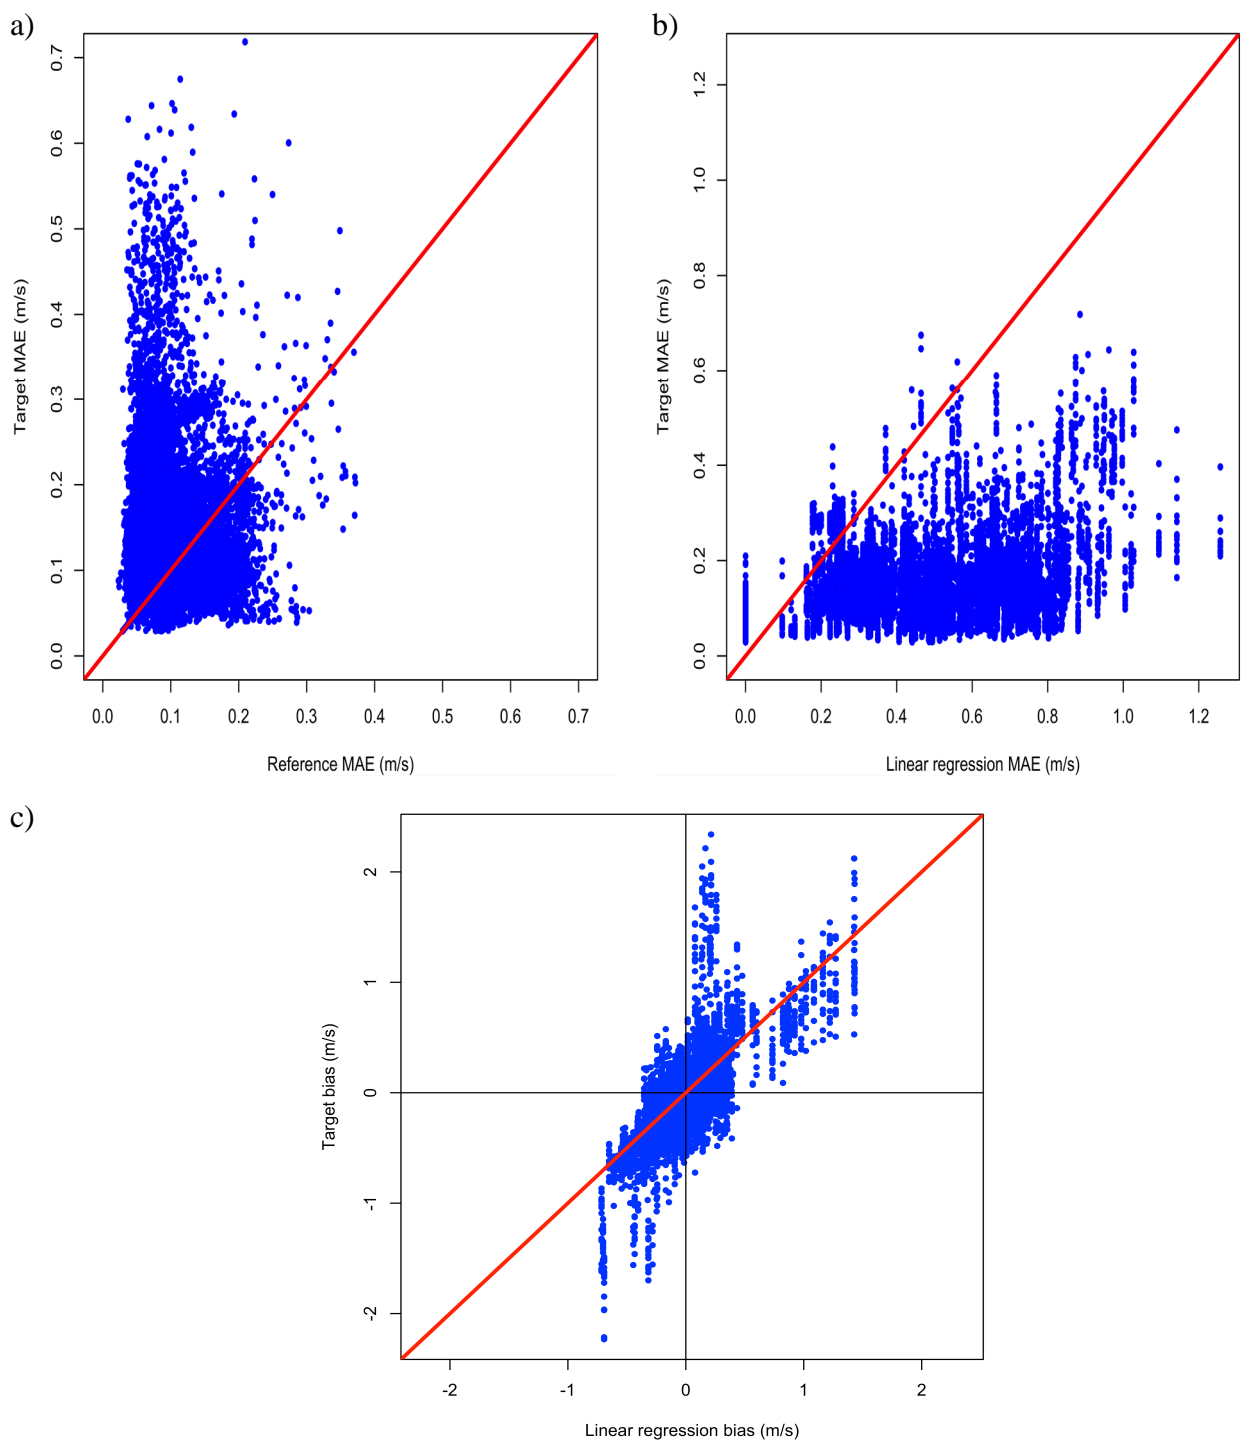 a)
0.0 0.1 0.2 0.3 0.4 0.5 0.6 0.7
Target MAE (m/s)
0.0 0.1 0.2 0.3 0.4 0.5 0.6 0.7
Reference MAE (m/s)
b)
0.0 0.2 0.4 0.6 0.8 1.0 1.2
Target MAE (m/s)
0.0 0.2 0.4 0.6 0.8 1.0 1.2
Linear regression MAE (m/s)
c)
-2 -1 0 1 2
Target bias (m/s)
-2 -1 0 1 2
Linear regression bias (m/s)